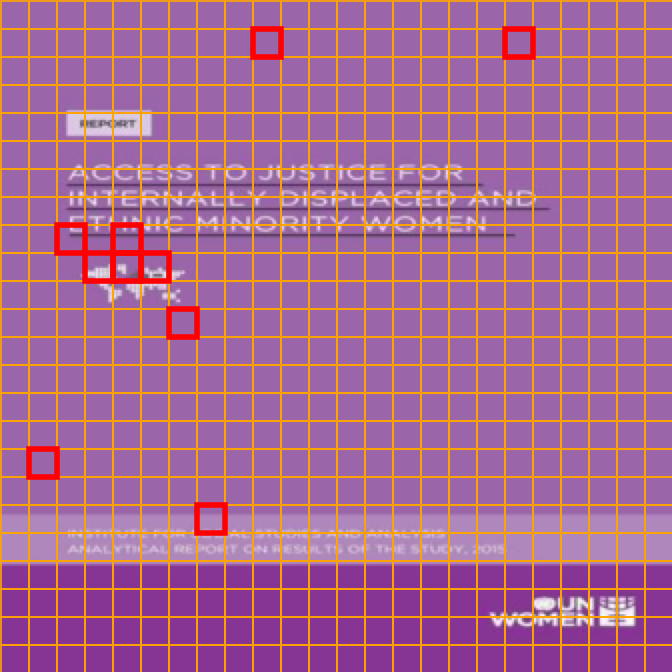 REPORT
ACCESS TO JUSTICE FOR
INTERNALLY DISPLACED AND
ETHNIC MINORITY WOMEN
INSTITUTE FOR SOCIAL STUDIES AND ANALYSIS
ANALYTICAL REPORT ON RESULTS OF THE STUDY, 2015
UN
WOMEN